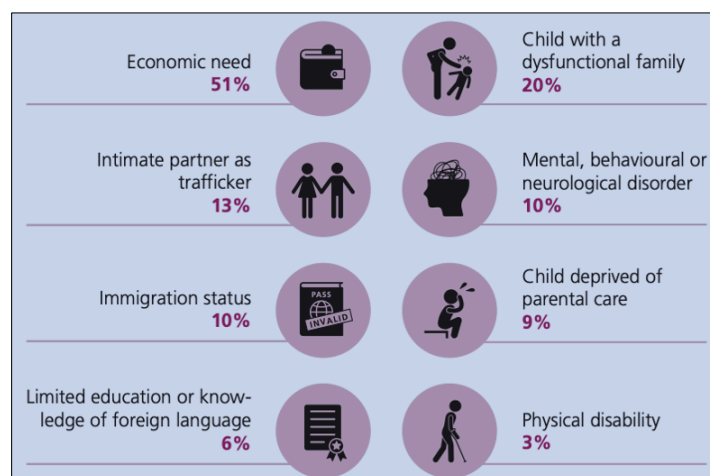 Economic need
51%
Child with a
dysfunctional family
20%
Intimate partner as
trafficker
13%
Mental, behavioural or
neurological disorder
10%
Immigration status
10%
PASS
INVALID
Child deprived of
parental care
9%
Limited education or know-
ledge of foreign language
6%
Physical disability
3%